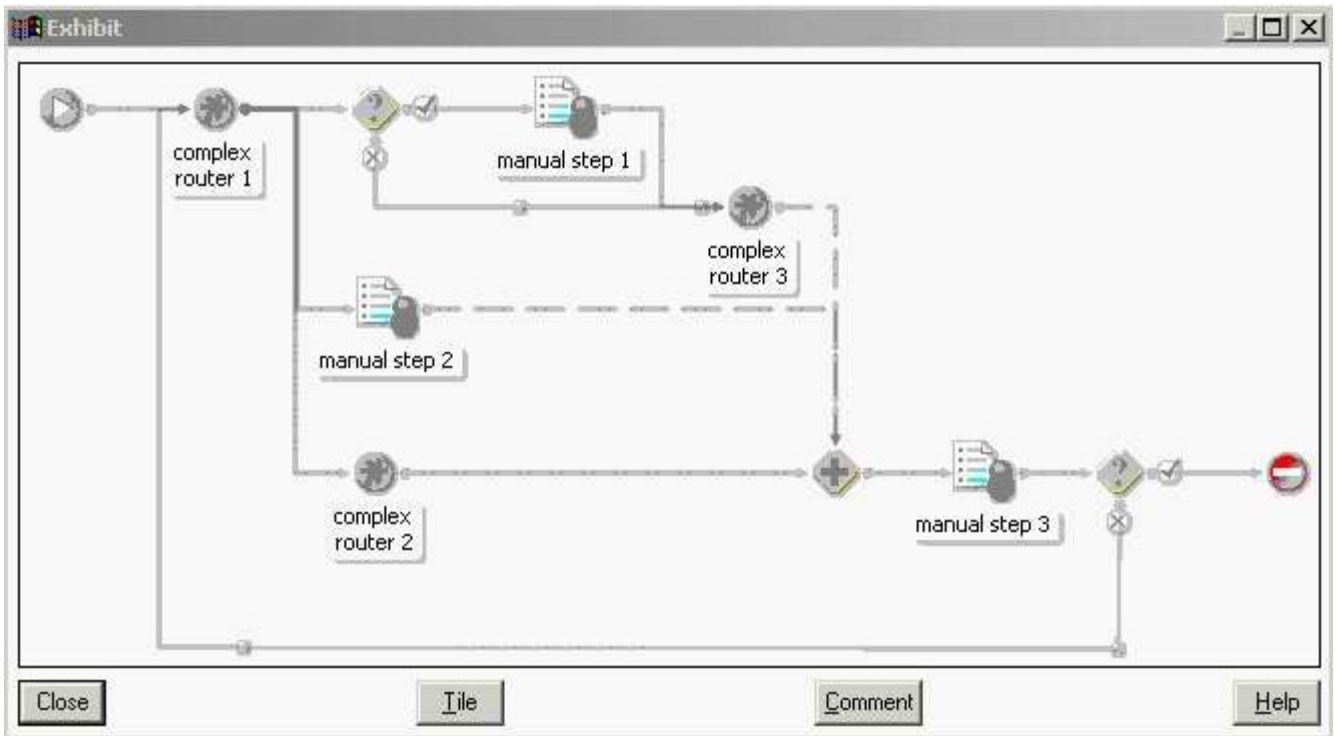 Exhibit
complex
router 1
manual step 1
complex
router 3
manual step 2
complex
router 2
manual step 3
Close
Tile
Comment
Help